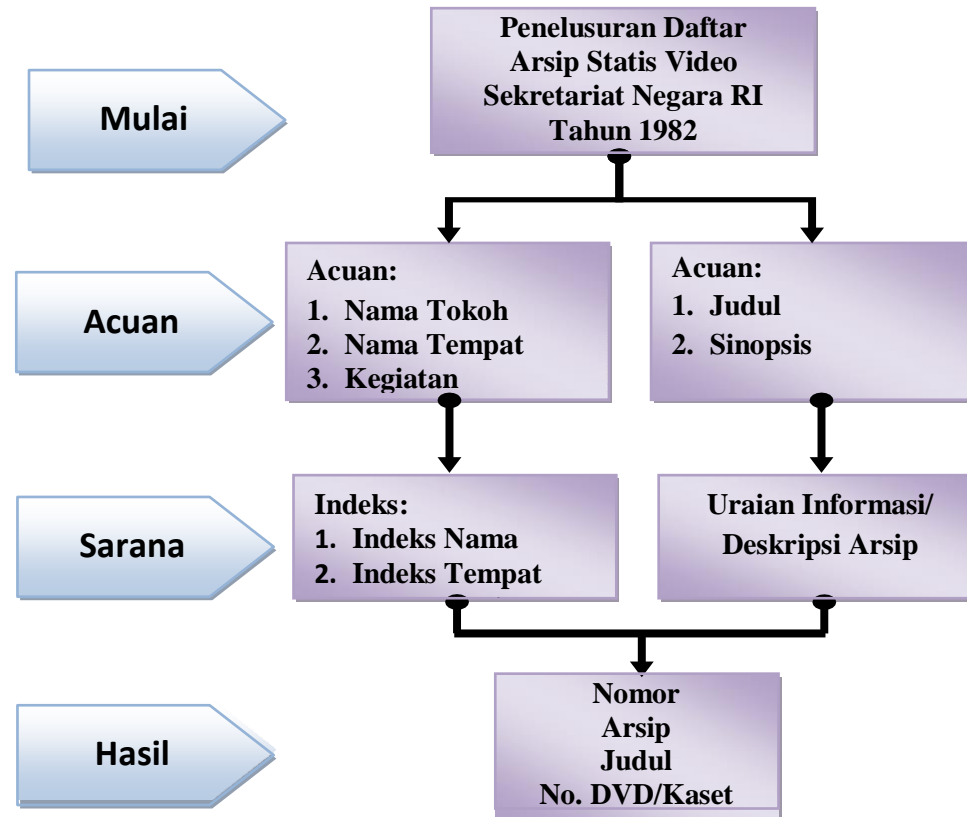 Mulai
Penelusuran Daftar
Arsip Statis Video
Sekretariat Negara RI
Tahun 1982
Acuan
Acuan:
1. Nama Tokoh
2. Nama Tempat
3. Kegiatan
Acuan:
1. Judul
2. Sinopsis
Sarana
Indeks:
1. Indeks Nama
2. Indeks Tempat
Uraian Informasi/
Deskripsi Arsip
Hasil
Nomor
Arsip
Judul
No. DVD/Kaset